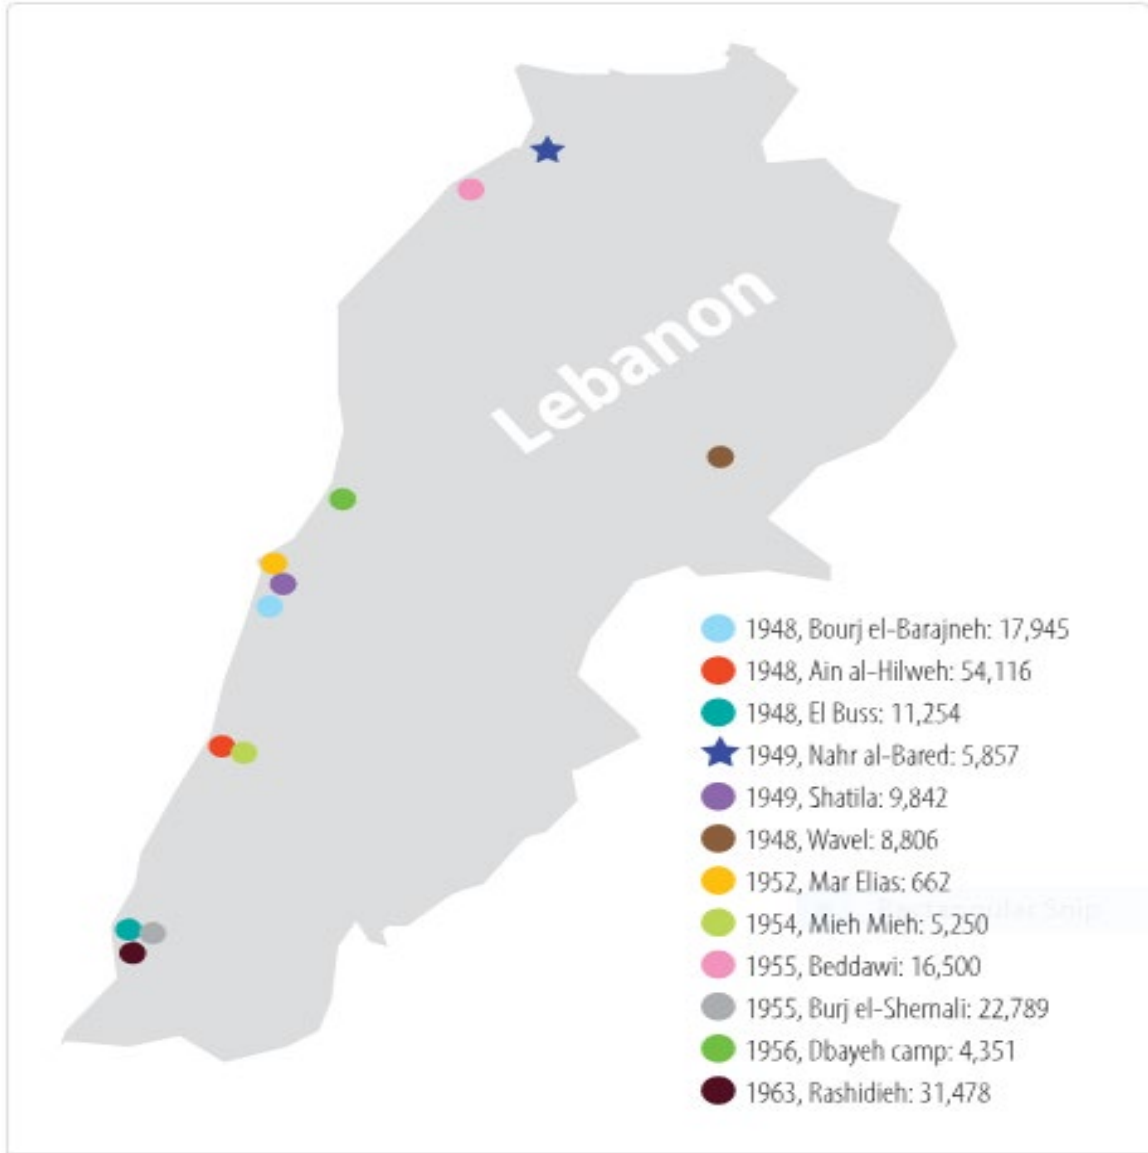 Lebanon
1948, Bourj el-Barajneh: 17,945
1948, Ain al-Hilweh: 54,116
1948, El Buss: 11,254
1949, Nahr al-Bared: 5,857
1949, Shatila: 9,842
1948, Wavel: 8,806
1952, Mar Elias: 662
Rectangular Snip
1954, Mieh Mieh: 5,250
1955, Beddawi: 16,500
1955, Burj el-Shemali: 22,789
1956, Dbayeh camp: 4,351
1963, Rashidieh: 31,478